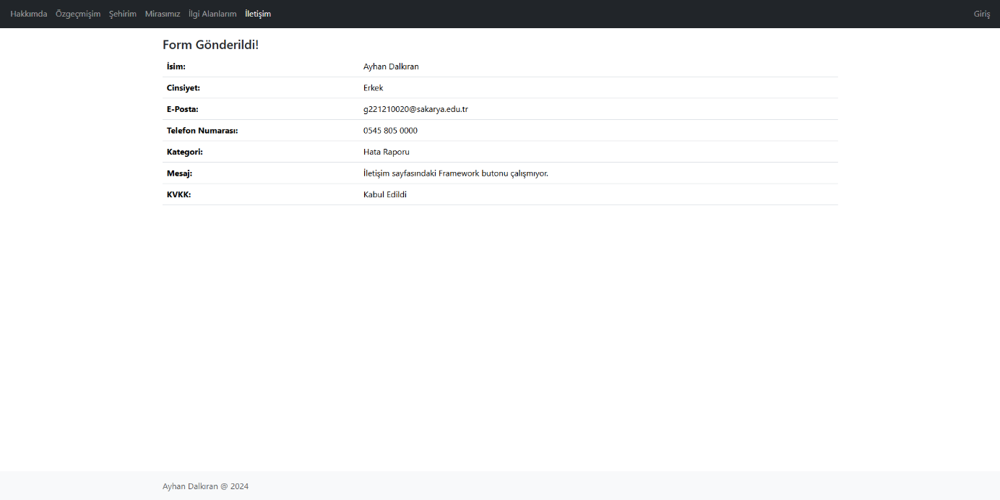 Hakkımda Özgeçmişim Şehirim Mirasımız İlgi Alanlarım İletişim Giriş
Form Gönderildi!
İsim: Ayhan Dalkıran
Cinsiyet: Erkek
E-Posta: g221210020@sakarya.edu.tr
Telefon Numarası: 0545 805 0000
Kategori: Hata Raporu
Mesaj: İletişim sayfasındaki Framework butonu çalışmıyor.
KVKK: Kabul Edildi
Ayhan Dalkıran @ 2024